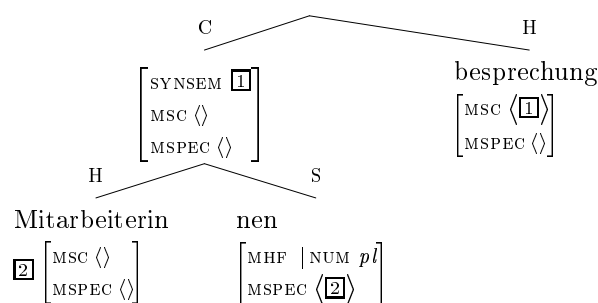 C H
SYNSEM 1
MSC ⟨⟩
MSPEC ⟨⟩
besprechung
MSC ⟨1⟩
MSPEC ⟨⟩
H S
Mitarbeiterin nen
2 MSC ⟨⟩
MSPEC ⟨⟩
MHF | NUM pl
MSPEC ⟨2⟩